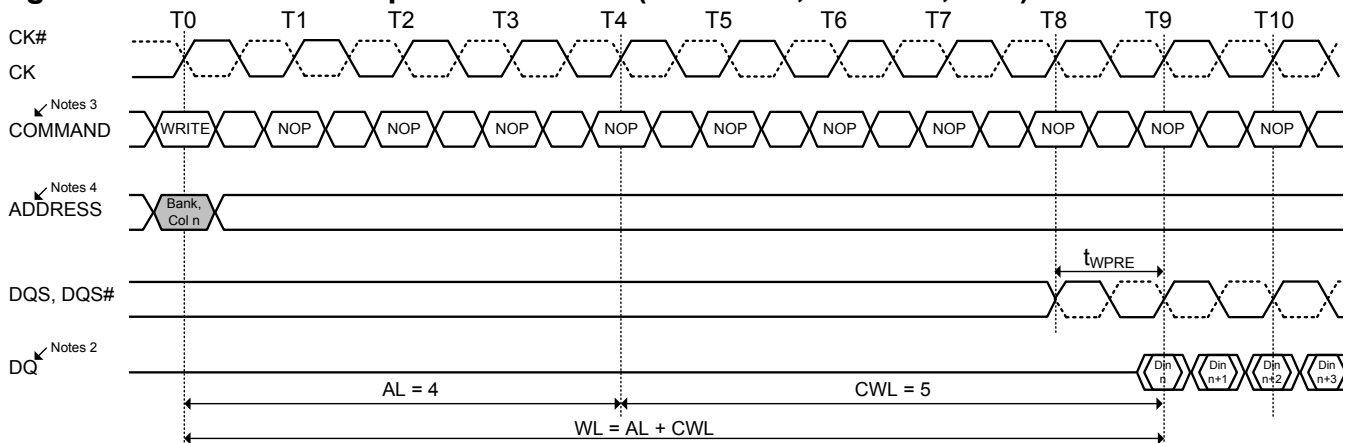 T0 T1 T2 T3 T4 T5 T6 T7 T8 T9 T10
CK#
CK
Notes 3
COMMAND WRITE NOP NOP NOP NOP NOP NOP NOP NOP NOP NOP
Notes 4
ADDRESS
Bank,
Col n
tWPRE
DQS, DQS#
Notes 2
DQ
Din n
Din n+1
Din n+2
Din n+3
AL = 4 CWL = 5
WL = AL + CWL